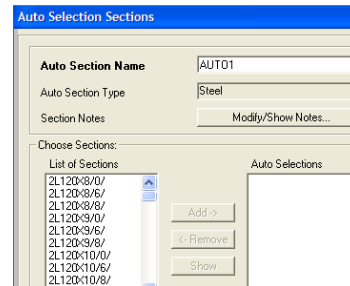 Auto Selection Sections
Auto Section Name AUTO1
Auto Section Type Steel
Section Notes Modify/Show Notes...
Choose Sections:
List of Sections Auto Selections
2L120X8/0/
2L120X8/6/
2L120X8/8/
2L120X9/0/
2L120X9/6/
2L120X9/8/
2L120X10/0/
2L120X10/6/
2L120X10/8/
Add ->
<- Remove
Show